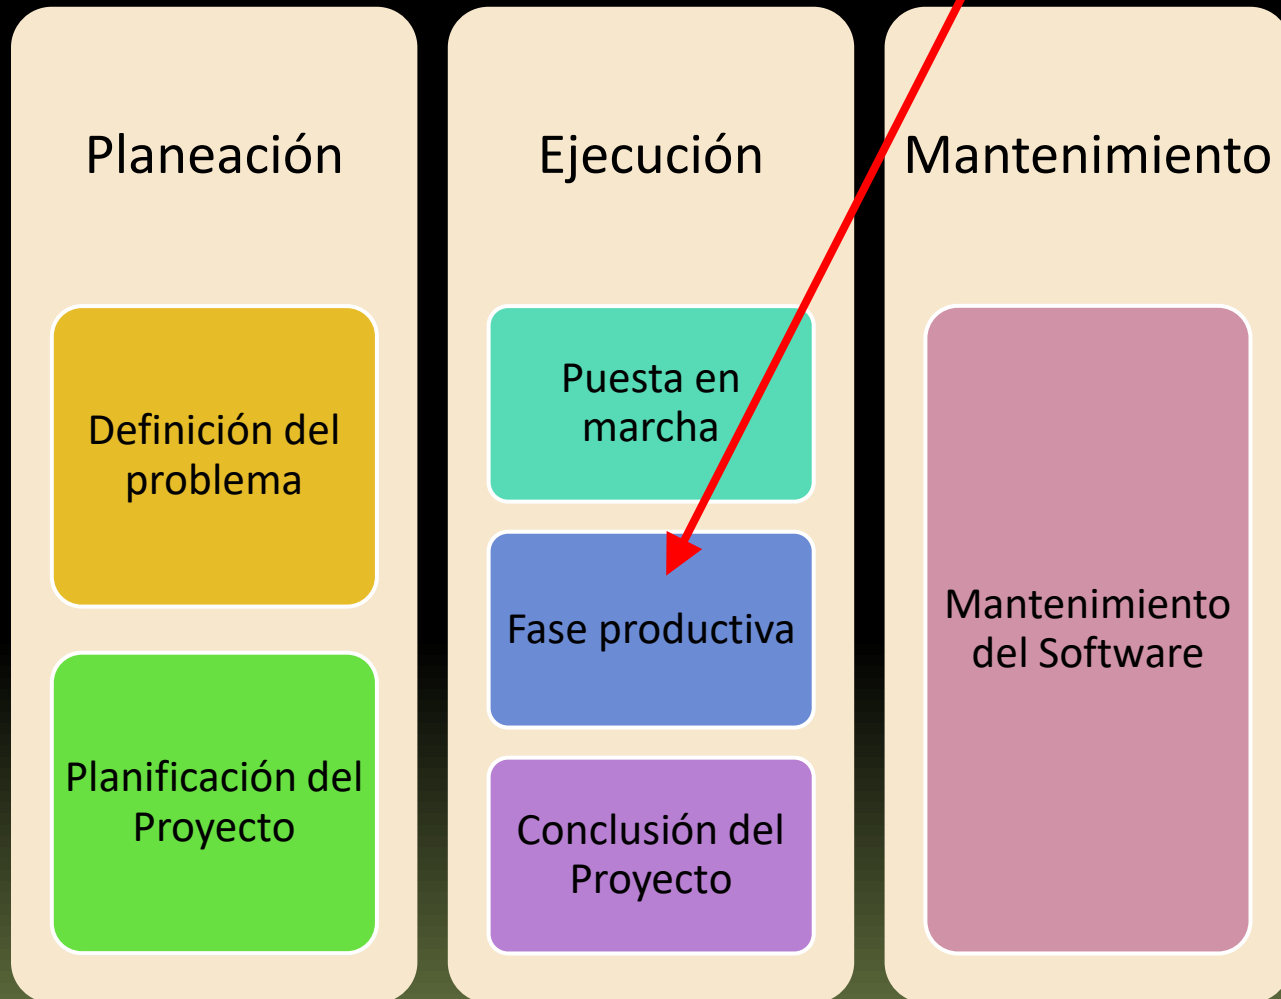 Planeación
Definición del
problema
Planificación del
Proyecto
Ejecución
Puesta en
marcha
Fase productiva
Conclusión del
Proyecto
Mantenimiento
Mantenimiento
del Software